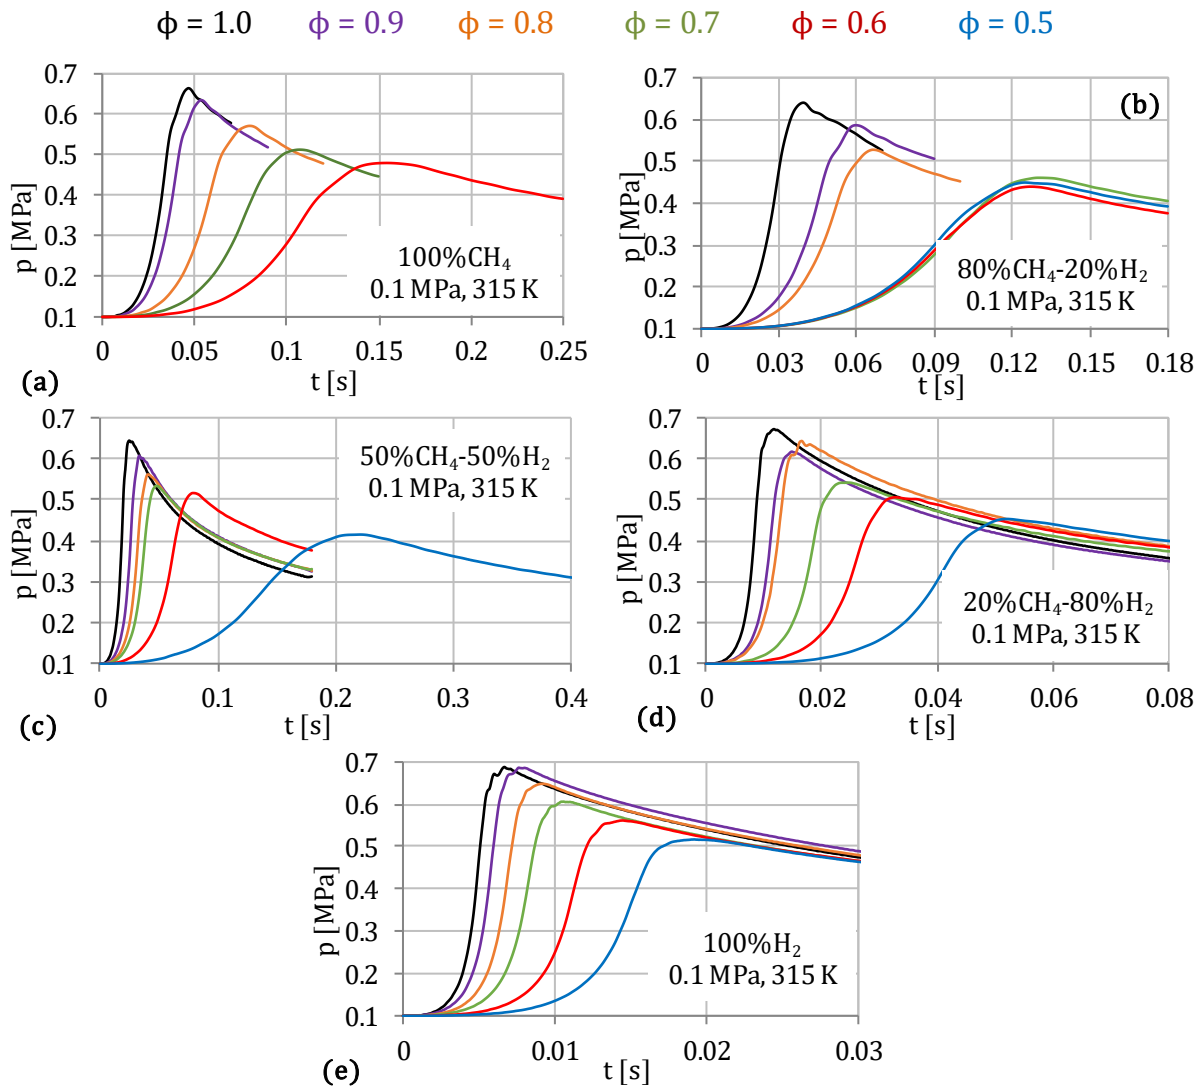 ϕ = 1.0 ϕ = 0.9 ϕ = 0.8 ϕ = 0.7 ϕ = 0.6 ϕ = 0.5
0.7
0.6
0.5
0.4
0.3
0.2
0.1
p [MPa]
100%CH₄
0.1 MPa, 315 K
0 0.05 0.1 0.15 0.2 0.25
t [s]
(a)
0.7
0.6
0.5
0.4
0.3
0.2
0.1
p [MPa]
(b)
80%CH₄-20%H₂
0.1 MPa, 315 K
0 0.03 0.06 0.09 0.12 0.15 0.18
t [s]
0.7
0.6
0.5
0.4
0.3
0.2
0.1
p [MPa]
50%CH₄-50%H₂
0.1 MPa, 315 K
0 0.1 0.2 0.3 0.4
t [s]
(c)
0.7
0.6
0.5
0.4
0.3
0.2
0.1
p [MPa]
20%CH₄-80%H₂
0.1 MPa, 315 K
0 0.02 0.04 0.06 0.08
t [s]
(d)
0.7
0.6
0.5
0.4
0.3
0.2
0.1
p [MPa]
100%H₂
0.1 MPa, 315 K
0 0.01 0.02 0.03
t [s]
(e)